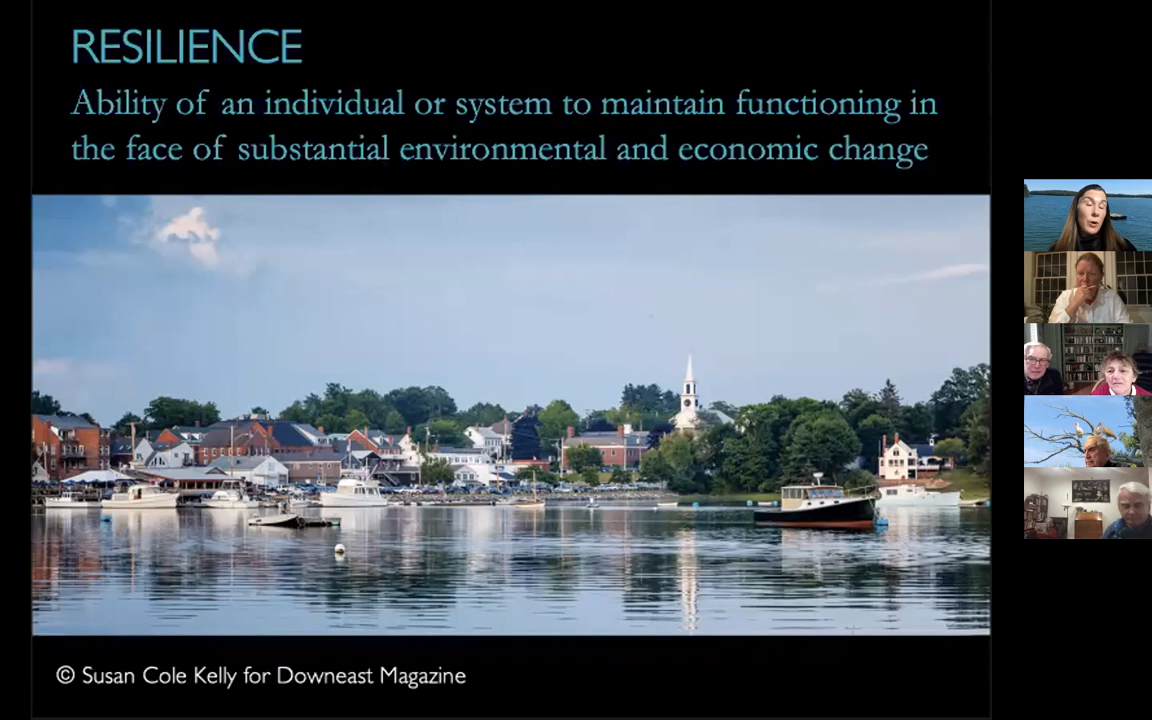 RESILIENCE
Ability of an individual or system to maintain functioning in
the face of substantial environmental and economic change
© Susan Cole Kelly for Downeast Magazine